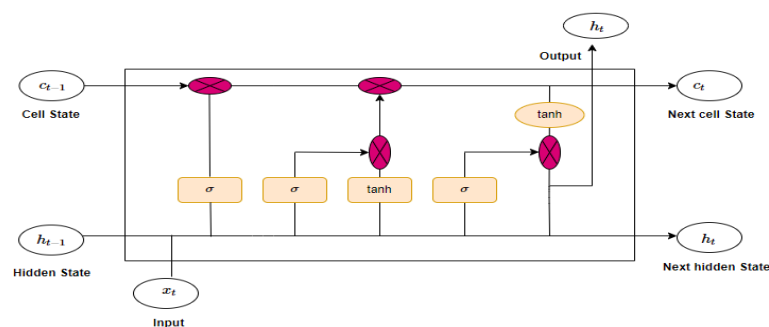 h_t
Output
c_{t-1}
c_t
Cell State
tanh
Next cell State
σ
σ
tanh
σ
h_{t-1}
h_t
Hidden State
Next hidden State
x_t
Input